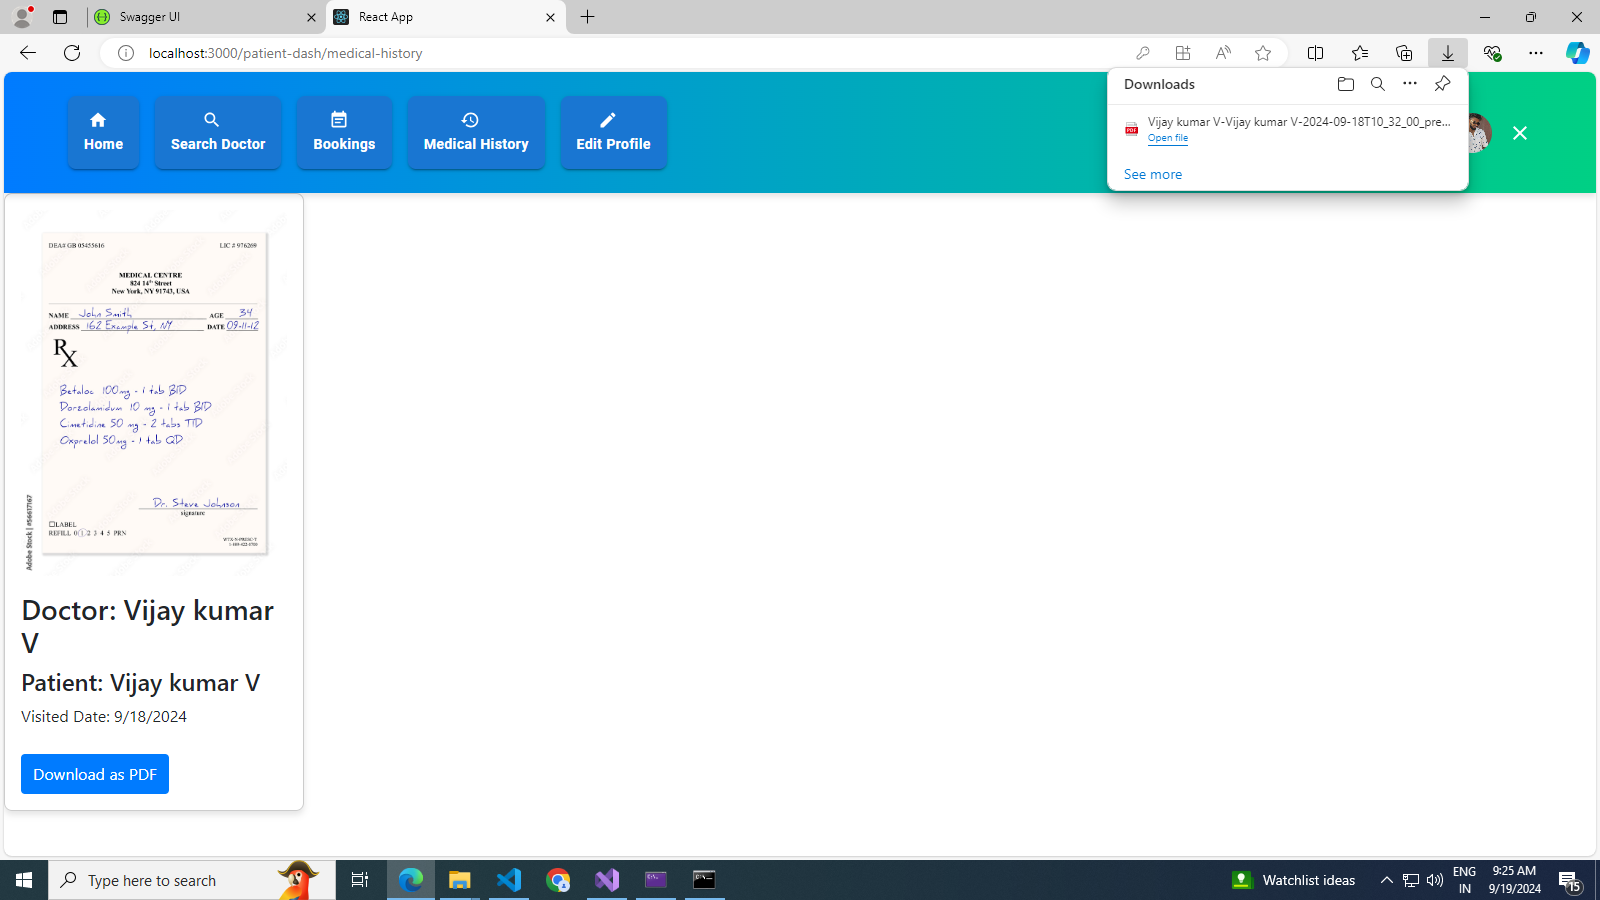 Swagger UI
React App
localhost:3000/patient-dash/medical-history
Downloads
Vijay kumar V-Vijay kumar V-2024-09-18T10_32_00_pre...
Open file
See more
Home
Search Doctor
Bookings
Medical History
Edit Profile
DEA# GB 05455616
LIC # 976269
MEDICAL CENTRE
824 14th Street
New York, NY 91743, USA
NAME John Smith AGE 34
ADDRESS 162 Example St, NY DATE 09-11-12
Rx
Betaloc 100mg - 1 tab BID
Dorzolamidum 10 mg - 1 tab BID
Cimetidine 50 mg - 2 tabs TID
Oxprelol 50mg - 1 tab QD
Dr. Steve Johnson
signature
LABEL
REFILL 0 1 2 3 4 5 PRN
Adobe Stock | #56617167
Doctor: Vijay kumar
V
Patient: Vijay kumar V
Visited Date: 9/18/2024
Download as PDF
Type here to search
Watchlist ideas
ENG
IN
9:25 AM
9/19/2024
15